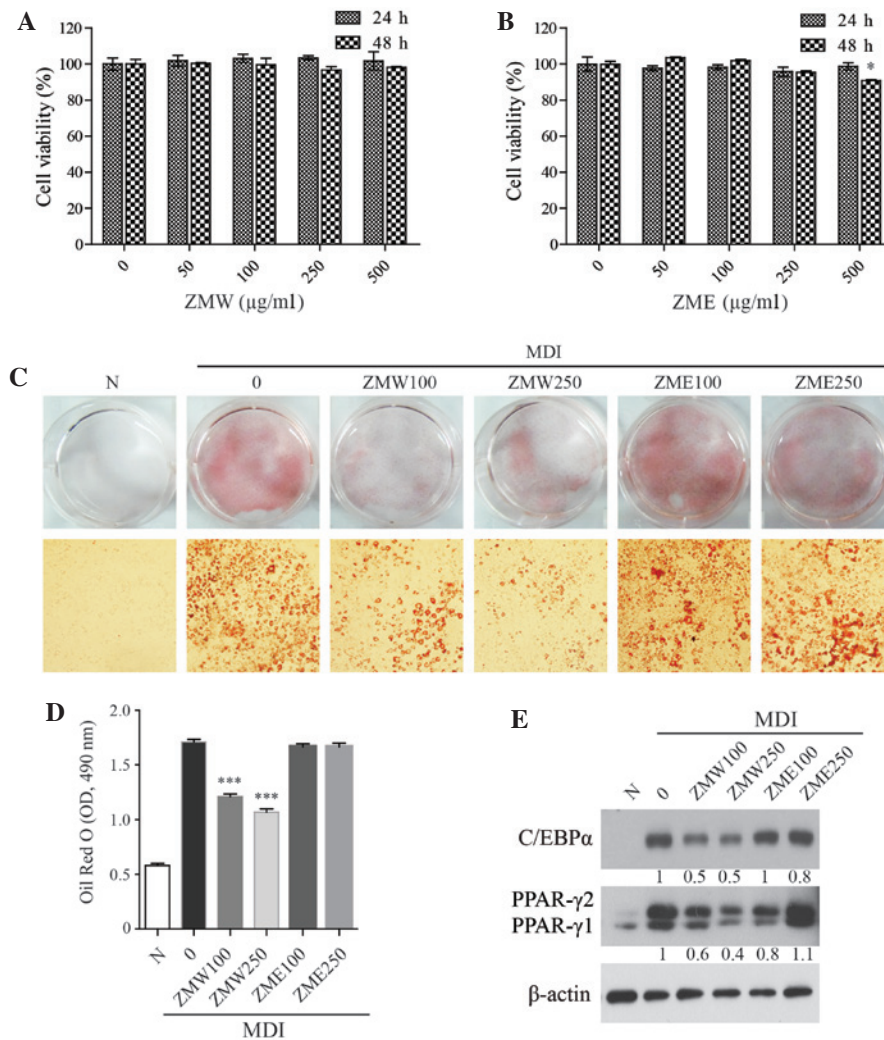 A
24 h
48 h
120
100
80
60
40
20
0
Cell viability (%)
0 50 100 250 500
ZMW (µg/ml)
B
24 h
48 h
*
120
100
80
60
40
20
0
Cell viability (%)
0 50 100 250 500
ZME (µg/ml)
C
MDI
N 0 ZMW100 ZMW250 ZME100 ZME250
D
2.0
1.5
1.0
0.5
0
Oil Red O (OD, 490 nm)
*** ***
N 0 ZMW100 ZMW250 ZME100 ZME250
MDI
E
MDI
N 0 ZMW100 ZMW250 ZME100 ZME250
C/EBPα
1 0.5 0.5 1 0.8
PPAR-γ2
PPAR-γ1
1 0.6 0.4 0.8 1.1
β-actin